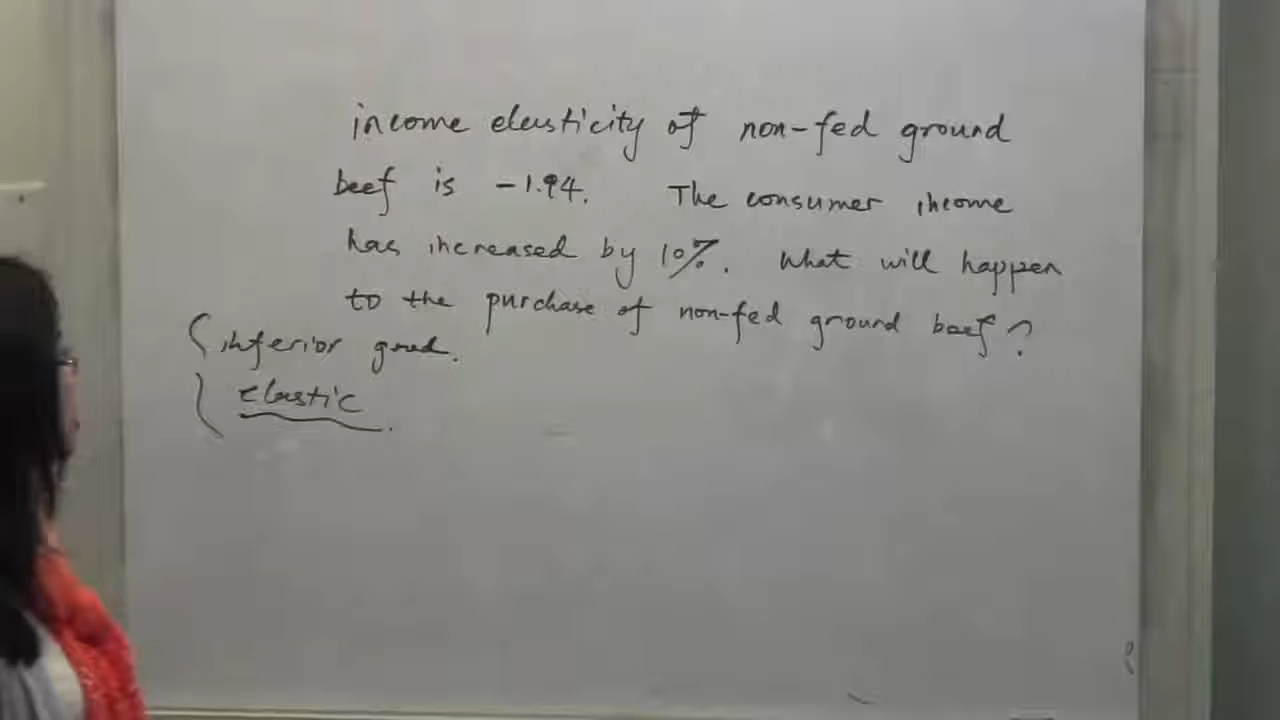 income elasticity of non-fed ground
beef is -1.94. The consumer income
has increased by 10%. What will happen
to the purchase of non-fed ground beef?
inferior good.
elastic.